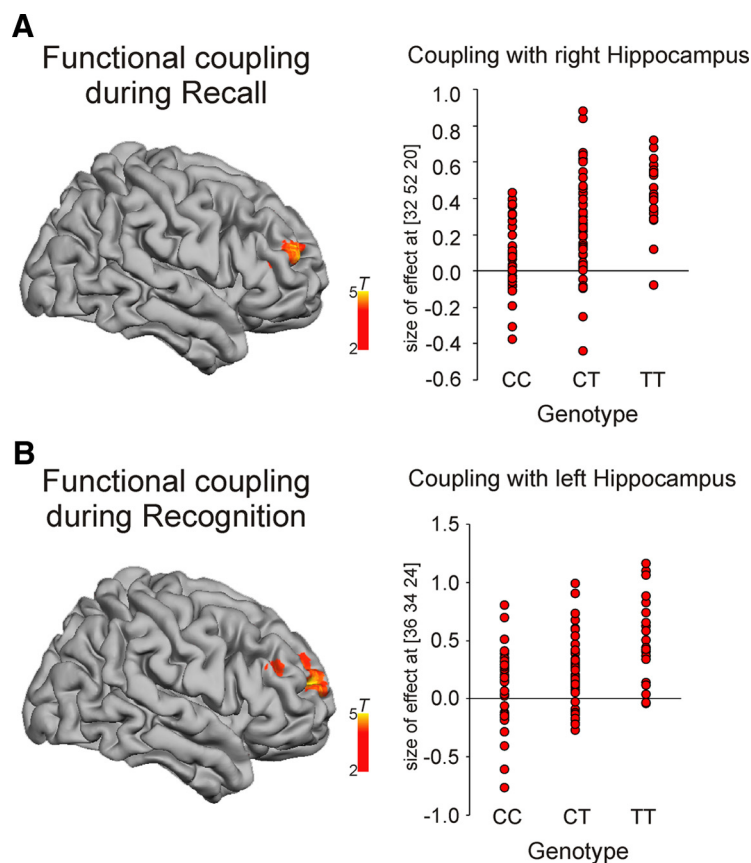 A
Functional coupling
during Recall
5T
2
Coupling with right Hippocampus
size of effect at [32 52 20]
1.0
0.8
0.6
0.4
0.2
0.0
-0.2
-0.4
-0.6
CC CT TT
Genotype
B
Functional coupling
during Recognition
5T
2
Coupling with left Hippocampus
size of effect at [36 34 24]
1.5
1.0
0.5
0.0
-0.5
-1.0
CC CT TT
Genotype